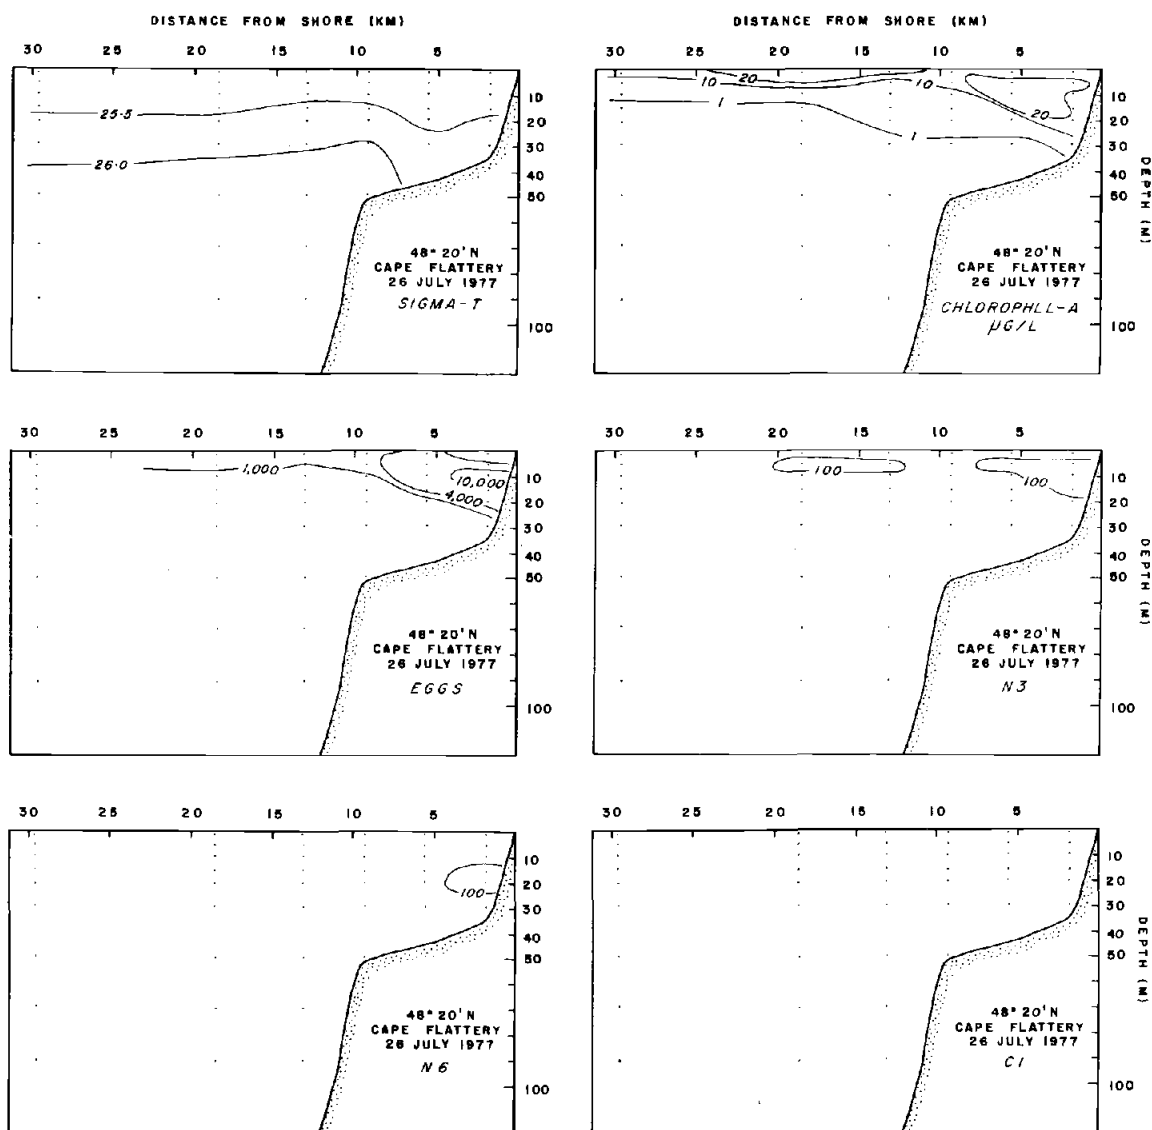 DISTANCE FROM SHORE (KM)
30 25 20 15 10 5
25.5
26.0
10
20
30
40
50
100
48° 20'N
CAPE FLATTERY
26 JULY 1977
SIGMA-T
DISTANCE FROM SHORE (KM)
30 25 20 15 10 5
10 20 10
1 1
20
10
20
30
40
50
100
DEPTH (M)
48° 20'N
CAPE FLATTERY
26 JULY 1977
CHLOROPHLL-A
µG/L
30 25 20 15 10 5
1,000
10,000
4,000
10
20
30
40
50
100
48° 20'N
CAPE FLATTERY
26 JULY 1977
EGGS
30 25 20 15 10 5
100 100
10
20
30
40
50
100
DEPTH (M)
48° 20'N
CAPE FLATTERY
26 JULY 1977
N3
30 25 20 15 10 5
100
10
20
30
40
50
100
48° 20'N
CAPE FLATTERY
26 JULY 1977
N6
30 25 20 15 10 5
10
20
30
40
50
100
DEPTH (M)
48° 20'N
CAPE FLATTERY
26 JULY 1977
C1